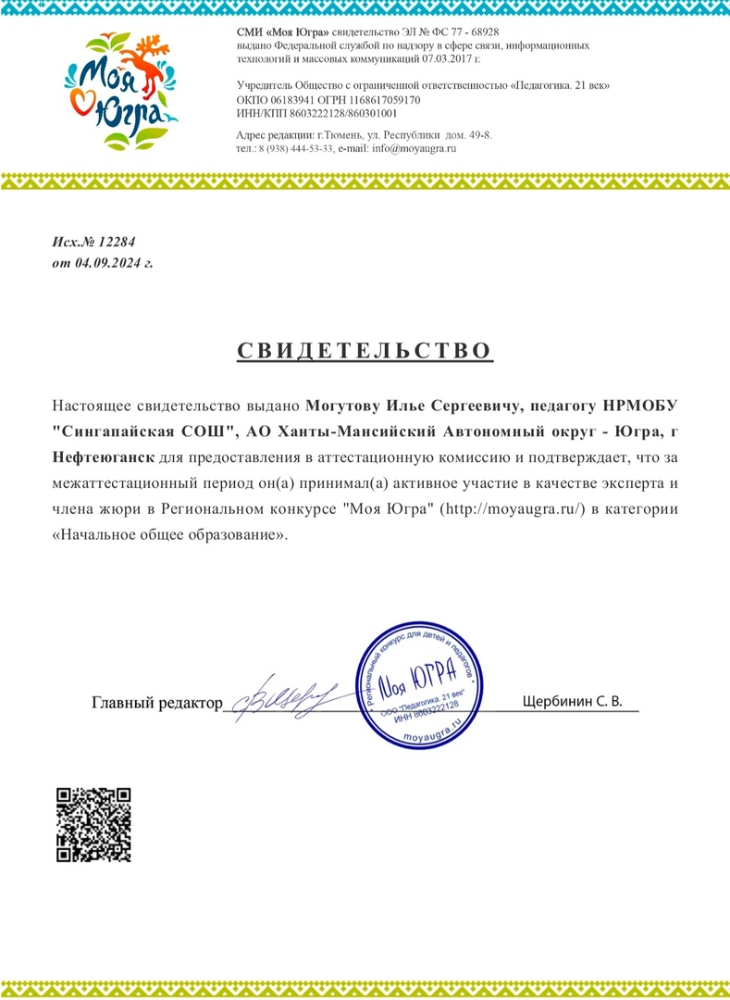 Моя
Югра
СМИ «Моя Югра» свидетельство ЭЛ № ФС 77 - 68928
выдано Федеральной службой по надзору в сфере связи, информационных
технологий и массовых коммуникаций 07.03.2017 г.
Учредитель Общество с ограниченной ответственностью «Педагогика. 21 век»
ОКПО 06183941 ОГРН 1168617059170
ИНН/КПП 8603222128/860301001
Адрес редакции: г.Тюмень, ул. Республики дом. 49-8.
тел.: 8 (938) 444-53-33, e-mail: info@moyaugra.ru
Исх.№ 12284
от 04.09.2024 г.
СВИДЕТЕЛЬСТВО
Настоящее свидетельство выдано Могутову Илье Сергеевичу, педагогу НРМОБУ
"Сингапайская СОШ", АО Ханты-Мансийский Автономный округ - Югра, г
Нефтеюганск для предоставления в аттестационную комиссию и подтверждает, что за
межаттестационный период он(а) принимал(а) активное участие в качестве эксперта и
члена жюри в Региональном конкурсе "Моя Югра" (http://moyaugra.ru/) в категории
«Начальное общее образование».
Главный редактор
Щербинин С. В.
• Региональный конкурс для детей и педагогов •
Моя ЮГРА
ООО "Педагогика. 21 век"
ИНН 8603222128
moyaugra.ru